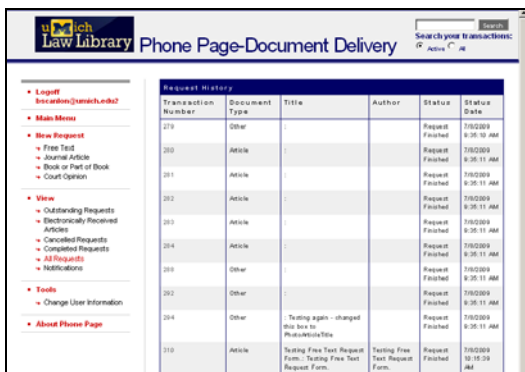 umich
Law Library
Phone Page-Document Delivery
Search
Search your transactions:
Active All
Logoff
bscanlon@umich.edu?
Main Menu
New Request
Free Text
Journal Article
Book or Part of Book
Court Opinion
View
Outstanding Requests
Electronically Received
Articles
Cancelled Requests
Completed Requests
All Requests
Notifications
Tools
Change User Information
About Phone Page
Request History
Transaction Number Document Type Title Author Status Status Date
279 Other : Request Finished 7/8/2009 9:35:10 AM
280 Article : Request Finished 7/8/2009 9:35:11 AM
281 Article : Request Finished 7/8/2009 9:35:11 AM
282 Article : Request Finished 7/8/2009 9:35:11 AM
283 Article : Request Finished 7/8/2009 9:35:11 AM
284 Article : Request Finished 7/8/2009 9:35:11 AM
Other : Request Finished 7/8/2009 9:35:11 AM
292 Other : Request Finished 7/8/2009 9:35:11 AM
294 Other : Testing again - changed this box to PhotoArticleTitle Request Finished 7/8/2009 9:35:11 AM
310 Article Testing Free Text Request Form.: Testing Free Text Request Form. Testing Free Text Request Form. Request Finished 7/8/2009 10:15:39 AM